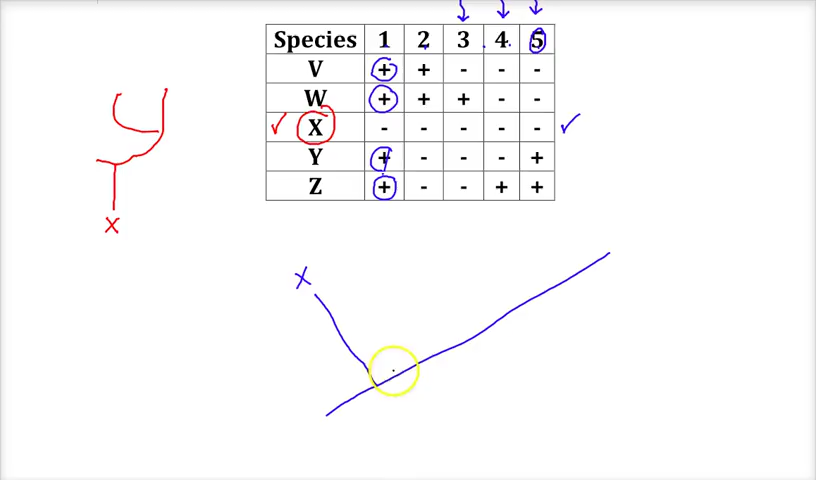 Species 1 2 3 4 5
V + + - - -
W + + + - -
X - - - - -
Y + - - - +
Z + - - + +
X
X